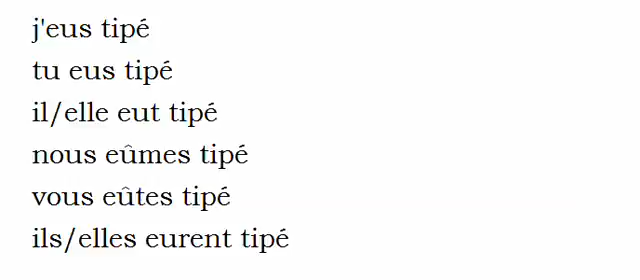 j'eus tipé
tu eus tipé
il/elle eut tipé
nous eûmes tipé
vous eûtes tipé
ils/elles eurent tipé